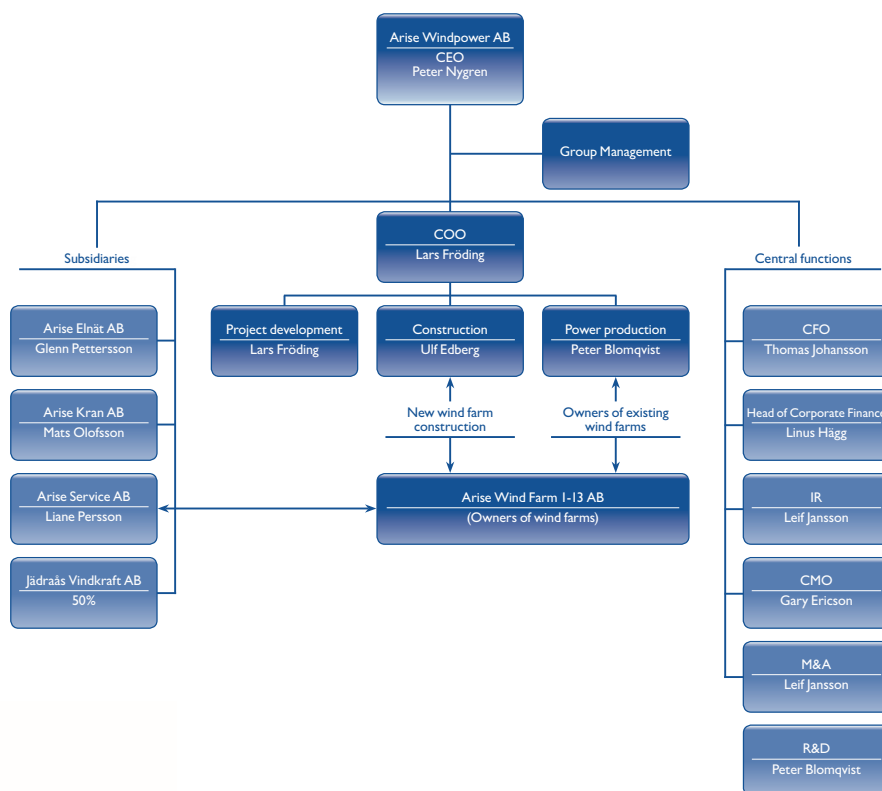 Arise Windpower AB
CEO
Peter Nygren
Group Management
COO
Lars Fröding
Subsidiaries
Central functions
Arise Elnät AB
Glenn Pettersson
Project development
Lars Fröding
Construction
Ulf Edberg
Power production
Peter Blomqvist
CFO
Thomas Johansson
Arise Kran AB
Mats Olofsson
New wind farm
construction
Owners of existing
wind farms
Head of Corporate Finance
Linus Hägg
Arise Service AB
Liane Persson
Arise Wind Farm 1-13 AB
(Owners of wind farms)
IR
Leif Jansson
Jädraås Vindkraft AB
50%
CMO
Gary Ericson
M&A
Leif Jansson
R&D
Peter Blomqvist